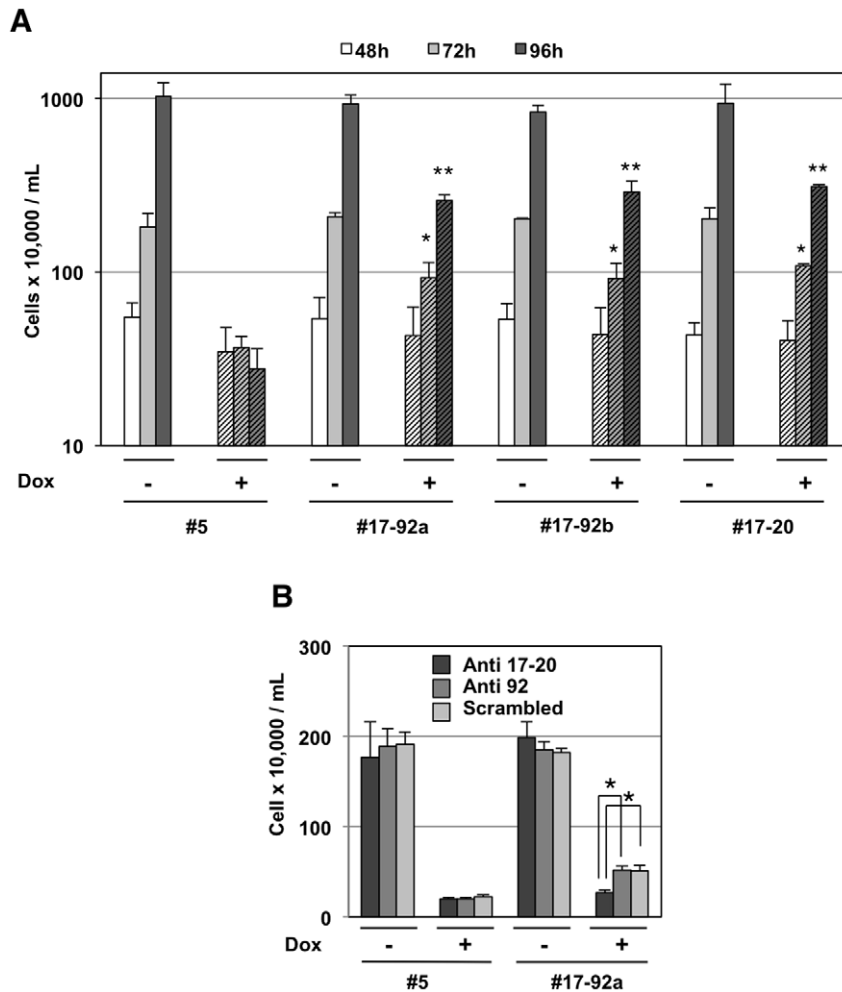 A
48h 72h 96h
1000
100
10
Cells x 10,000 / mL
** ** **
* * *
Dox - + - + - + - +
#5 #17-92a #17-92b #17-20
B
300
200
100
0
Cell x 10,000 / mL
Anti 17-20
Anti 92
Scrambled
* *
Dox - + - +
#5 #17-92a